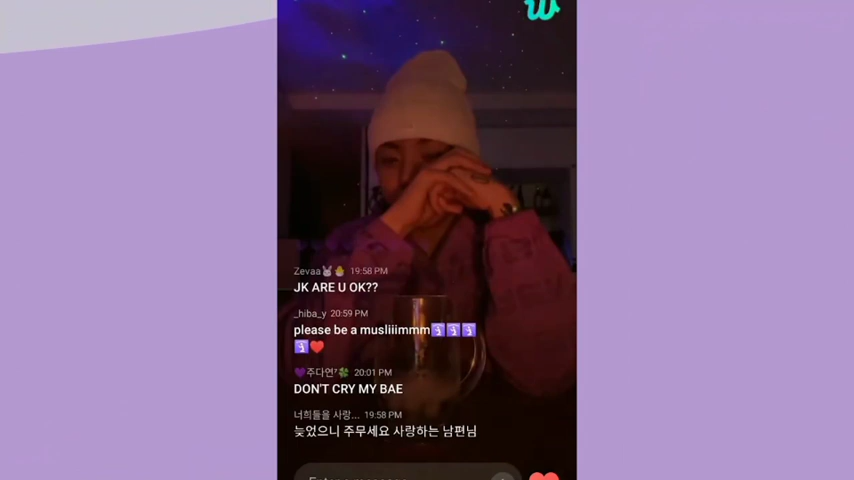 Zevaa🐰🐥 19:58 PM
JK ARE U OK??
_hiba_y 20:59 PM
please be a musliiimmm🛐🛐🛐
🛐❤️
💜주다연⁷🍀 20:01 PM
DON'T CRY MY BAE
너희들을 사랑... 19:58 PM
늦었으니 주무세요 사랑하는 남편님